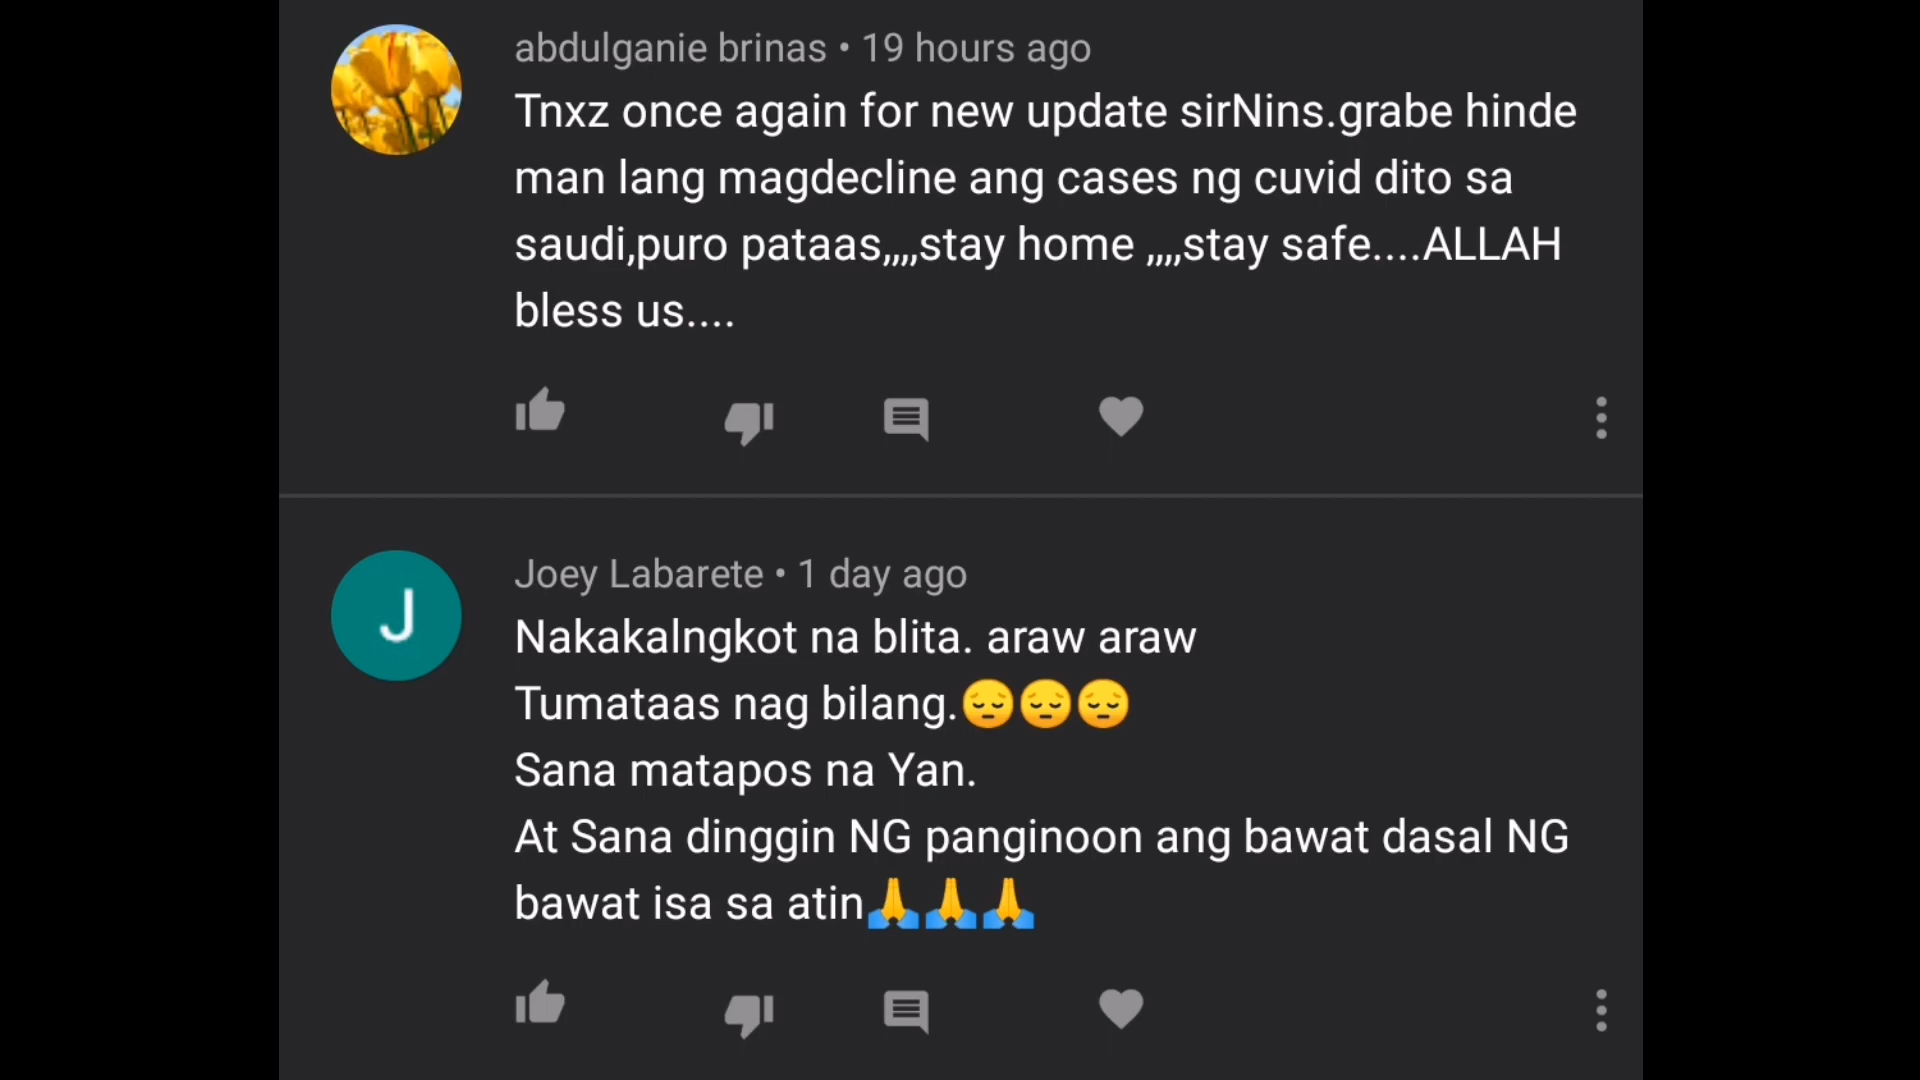 abdulganie brinas • 19 hours ago
Tnxz once again for new update sirNins.grabe hinde
man lang magdecline ang cases ng cuvid dito sa
saudi,puro pataas,,,,stay home ,,,,stay safe....ALLAH
bless us....
J
Joey Labarete • 1 day ago
Nakakalngkot na blita. araw araw
Tumataas nag bilang.😔😔😔
Sana matapos na Yan.
At Sana dinggin NG panginoon ang bawat dasal NG
bawat isa sa atin🙏🙏🙏